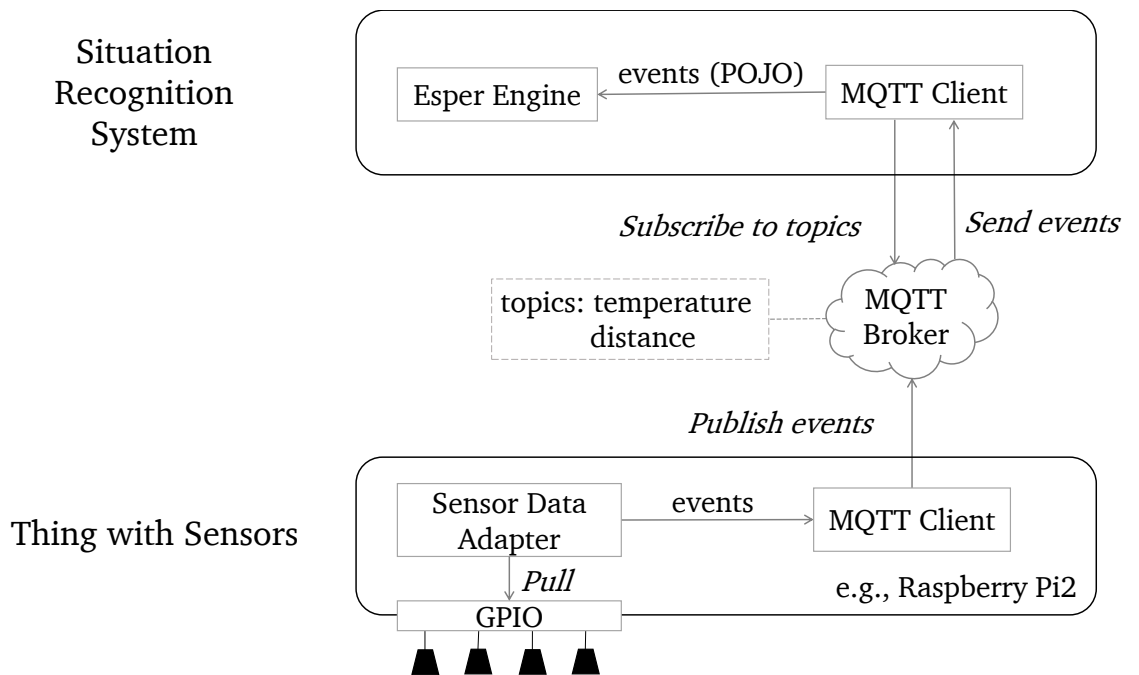 Situation
Recognition
System
Esper Engine
events (POJO)
MQTT Client
Subscribe to topics
Send events
topics: temperature
distance
MQTT
Broker
Publish events
Thing with Sensors
Sensor Data
Adapter
events
MQTT Client
Pull
e.g., Raspberry Pi2
GPIO